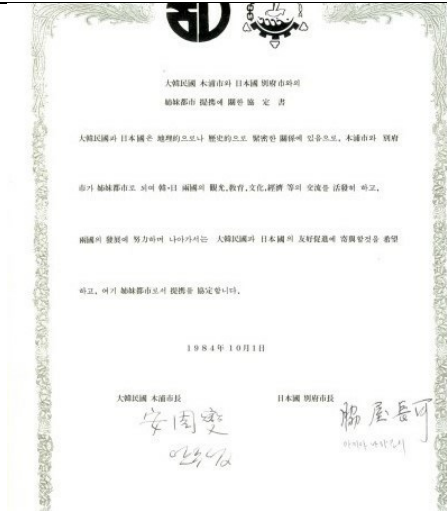 大韓民國 木浦市와 日本國 別府市와의
姉妹都市 提携에 關한 協 定 書
大韓民國과 日本國은 地理的으로나 歷史的으로 緊密한 關係에 있음으로, 木浦市와 別府
市가 姉妹都市로 되여 韓-日 兩國의 觀光,敎育,文化,經濟 等의 交流를 活發히 하고,
兩國의 發展에 努力하며 나아가서는 大韓民國과 日本國의 友好促進에 寄與할것을 希望
하고, 여기 姉妹都市로서 提携를 協定합니다.
1984年 10月1日
大韓民國 木浦市長
日本國 別府市長
脇屋長可